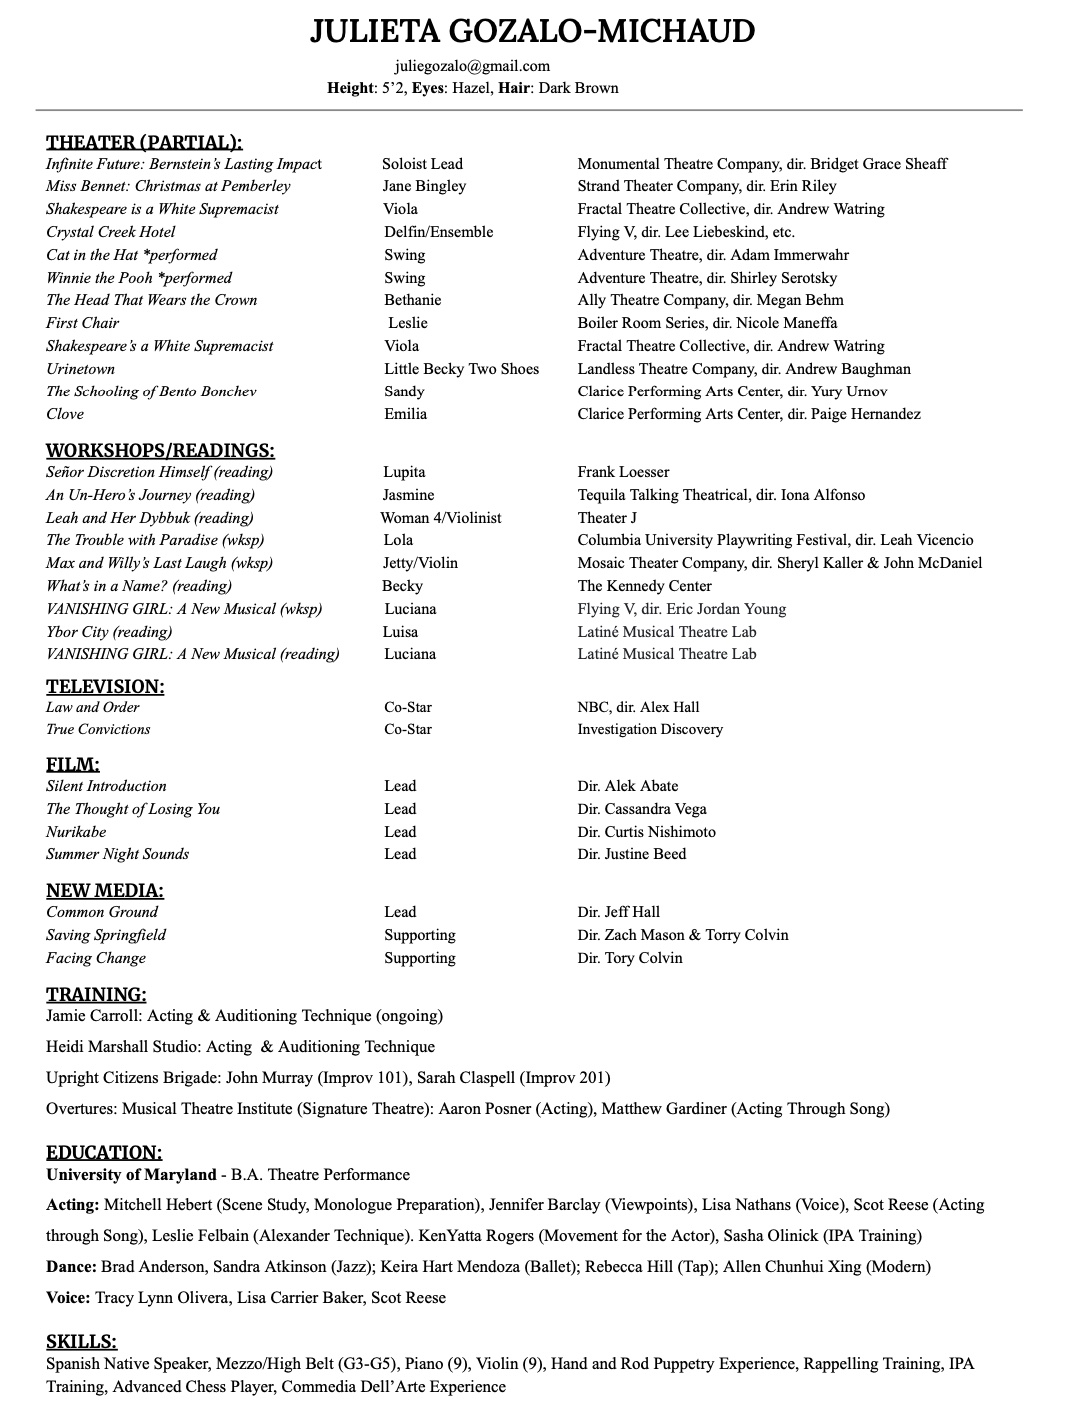 JULIETA GOZALO-MICHAUD
juliegozalo@gmail.com
Height: 5’2, Eyes: Hazel, Hair: Dark Brown
THEATER (PARTIAL):
Infinite Future: Bernstein’s Lasting Impact Soloist Lead Monumental Theatre Company, dir. Bridget Grace Sheaff
Miss Bennet: Christmas at Pemberley Jane Bingley Strand Theater Company, dir. Erin Riley
Shakespeare is a White Supremacist Viola Fractal Theatre Collective, dir. Andrew Watring
Crystal Creek Hotel Delfin/Ensemble Flying V, dir. Lee Liebeskind, etc.
Cat in the Hat *performed Swing Adventure Theatre, dir. Adam Immerwahr
Winnie the Pooh *performed Swing Adventure Theatre, dir. Shirley Serotsky
The Head That Wears the Crown Bethanie Ally Theatre Company, dir. Megan Behm
First Chair Leslie Boiler Room Series, dir. Nicole Maneffa
Shakespeare’s a White Supremacist Viola Fractal Theatre Collective, dir. Andrew Watring
Urinetown Little Becky Two Shoes Landless Theatre Company, dir. Andrew Baughman
The Schooling of Bento Bonchev Sandy Clarice Performing Arts Center, dir. Yury Urnov
Clove Emilia Clarice Performing Arts Center, dir. Paige Hernandez
WORKSHOPS/READINGS:
Señor Discretion Himself (reading) Lupita Frank Loesser
An Un-Hero’s Journey (reading) Jasmine Tequila Talking Theatrical, dir. Iona Alfonso
Leah and Her Dybbuk (reading) Woman 4/Violinist Theater J
The Trouble with Paradise (wksp) Lola Columbia University Playwriting Festival, dir. Leah Vicencio
Max and Willy’s Last Laugh (wksp) Jetty/Violin Mosaic Theater Company, dir. Sheryl Kaller & John McDaniel
What’s in a Name? (reading) Becky The Kennedy Center
VANISHING GIRL: A New Musical (wksp) Luciana Flying V, dir. Eric Jordan Young
Ybor City (reading) Luisa Latiné Musical Theatre Lab
VANISHING GIRL: A New Musical (reading) Luciana Latiné Musical Theatre Lab
TELEVISION:
Law and Order Co-Star NBC, dir. Alex Hall
True Convictions Co-Star Investigation Discovery
FILM:
Silent Introduction Lead Dir. Alek Abate
The Thought of Losing You Lead Dir. Cassandra Vega
Nurikabe Lead Dir. Curtis Nishimoto
Summer Night Sounds Lead Dir. Justine Beed
NEW MEDIA:
Common Ground Lead Dir. Jeff Hall
Saving Springfield Supporting Dir. Zach Mason & Torry Colvin
Facing Change Supporting Dir. Tory Colvin
TRAINING:
Jamie Carroll: Acting & Auditioning Technique (ongoing)
Heidi Marshall Studio: Acting & Auditioning Technique
Upright Citizens Brigade: John Murray (Improv 101), Sarah Claspell (Improv 201)
Overtures: Musical Theatre Institute (Signature Theatre): Aaron Posner (Acting), Matthew Gardiner (Acting Through Song)
EDUCATION:
University of Maryland - B.A. Theatre Performance
Acting: Mitchell Hebert (Scene Study, Monologue Preparation), Jennifer Barclay (Viewpoints), Lisa Nathans (Voice), Scot Reese (Acting
through Song), Leslie Felbain (Alexander Technique). KenYatta Rogers (Movement for the Actor), Sasha Olinick (IPA Training)
Dance: Brad Anderson, Sandra Atkinson (Jazz); Keira Hart Mendoza (Ballet); Rebecca Hill (Tap); Allen Chunhui Xing (Modern)
Voice: Tracy Lynn Olivera, Lisa Carrier Baker, Scot Reese
SKILLS:
Spanish Native Speaker, Mezzo/High Belt (G3-G5), Piano (9), Violin (9), Hand and Rod Puppetry Experience, Rappelling Training, IPA
Training, Advanced Chess Player, Commedia Dell’Arte Experience